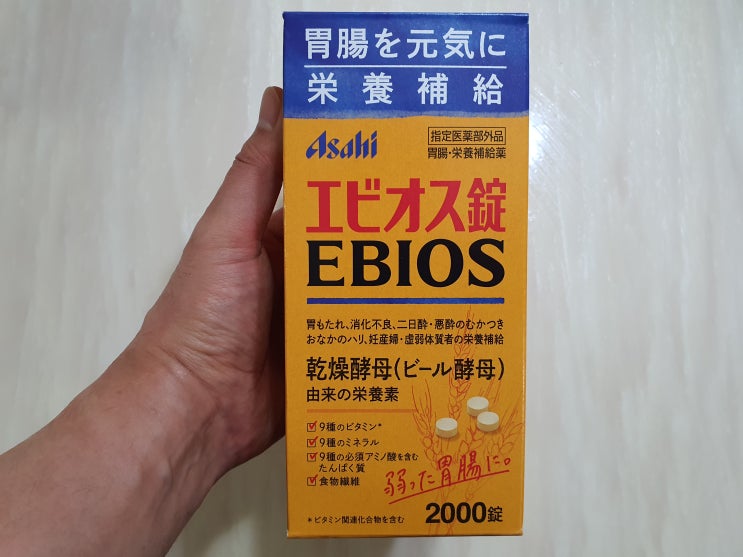 胃腸を元気に
栄養補給
Asahi
指定医薬部外品
胃腸・栄養補給薬
エビオス錠
EBIOS
胃もたれ、消化不良、二日酔・悪酔のむかつき
おなかのハリ、妊産婦・虚弱体質者の栄養補給
乾燥酵母(ビール酵母)
由来の栄養素
9種のビタミン*
9種のミネラル
9種の必須アミノ酸を含む
たんぱく質
食物繊維
弱った胃腸に。
*ビタミン関連化合物を含む
2000錠